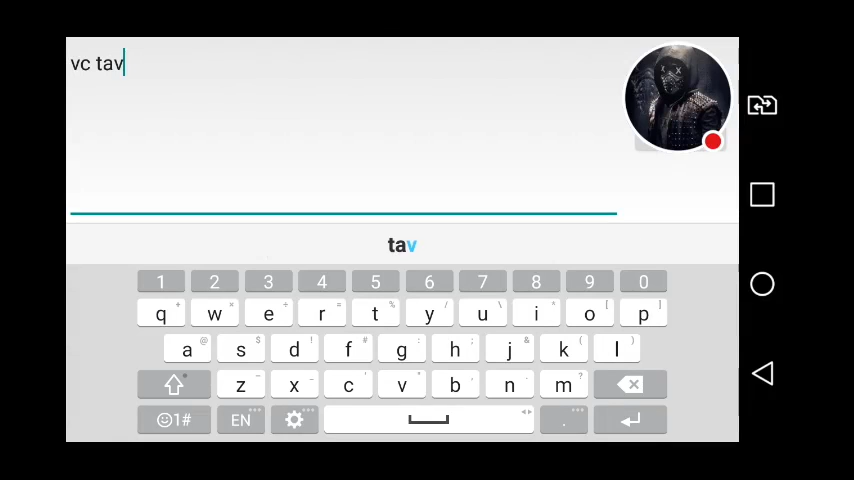 vc tav
tav
1 2 3 4 5 6 7 8 9 0
q w e r t y u i o p
a s d f g h j k l
z x c v b n m
☺1# EN .